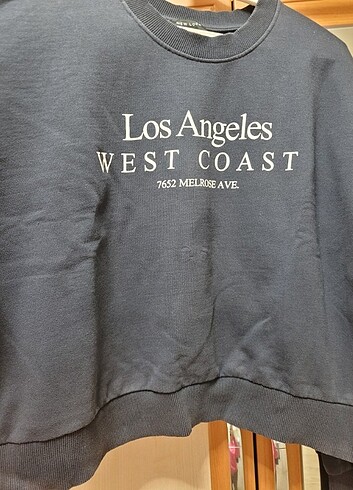 Los Angeles
WEST COAST
7652 MELROSE AVE.